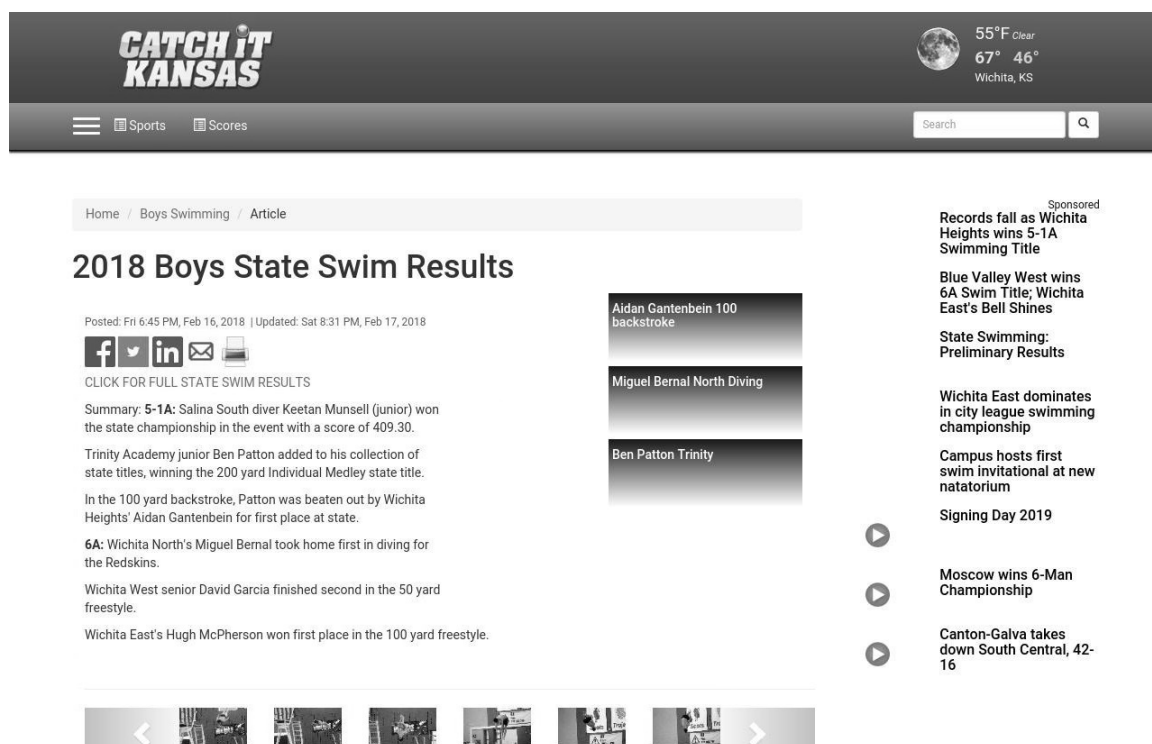 CATCH iT
KANSAS
55°F Clear
67° 46°
Wichita, KS
Sports Scores
Search
Home / Boys Swimming / Article
2018 Boys State Swim Results
Posted: Fri 6:45 PM, Feb 16, 2018 | Updated: Sat 8:31 PM, Feb 17, 2018
CLICK FOR FULL STATE SWIM RESULTS
Summary: 5-1A: Salina South diver Keetan Munsell (junior) won
the state championship in the event with a score of 409.30.
Trinity Academy junior Ben Patton added to his collection of
state titles, winning the 200 yard Individual Medley state title.
In the 100 yard backstroke, Patton was beaten out by Wichita
Heights' Aidan Gantenbein for first place at state.
6A: Wichita North's Miguel Bernal took home first in diving for
the Redskins.
Wichita West senior David Garcia finished second in the 50 yard
freestyle.
Wichita East's Hugh McPherson won first place in the 100 yard freestyle.
Aidan Gantenbein 100
backstroke
Miguel Bernal North Diving
Ben Patton Trinity
Sponsored
Records fall as Wichita
Heights wins 5-1A
Swimming Title
Blue Valley West wins
6A Swim Title; Wichita
East's Bell Shines
State Swimming:
Preliminary Results
Wichita East dominates
in city league swimming
championship
Campus hosts first
swim invitational at new
natatorium
Signing Day 2019
Moscow wins 6-Man
Championship
Canton-Galva takes
down South Central, 42-
16